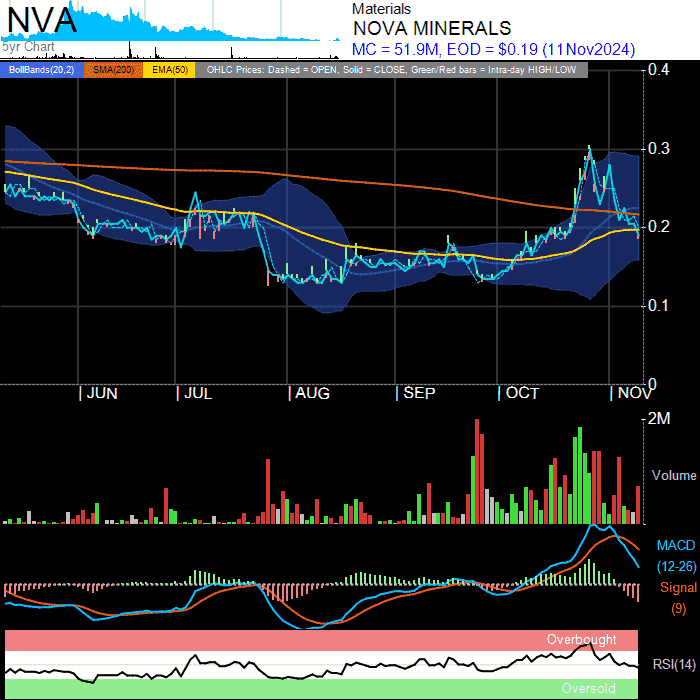 NVA
5yr Chart
Materials
NOVA MINERALS
MC = 51.9M, EOD = $0.19 (11Nov2024)
BollBands(20,2) SMA(200) EMA(50) OHLC Prices: Dashed = OPEN, Solid = CLOSE, Green/Red bars = Intra-day HIGH/LOW
0.4
0.3
0.2
0.1
0
JUN JUL AUG SEP OCT NOV
2M
Volume
MACD
(12-26)
Signal
(9)
Overbought
RSI(14)
Oversold